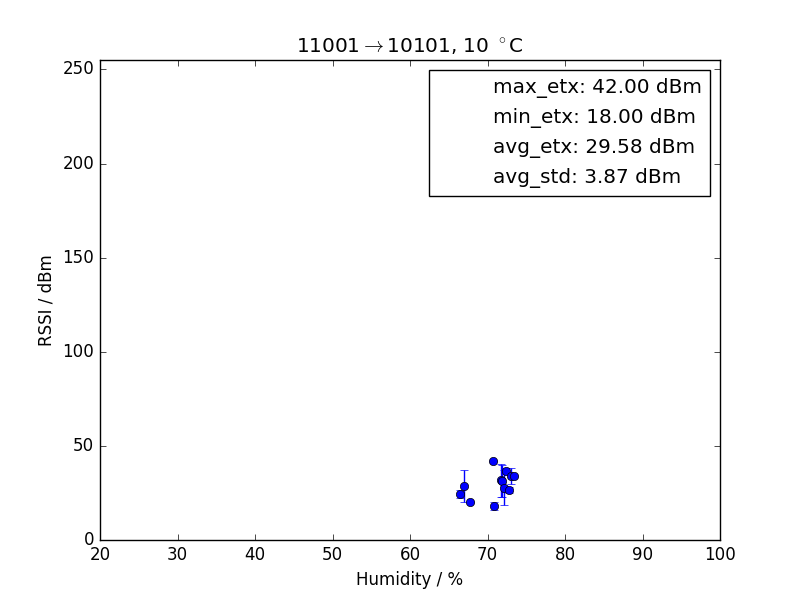 11001→10101, 10 °C
max_etx: 42.00 dBm
min_etx: 18.00 dBm
avg_etx: 29.58 dBm
avg_std: 3.87 dBm
RSSI / dBm
250
200
150
100
50
0
20 30 40 50 60 70 80 90 100
Humidity / %